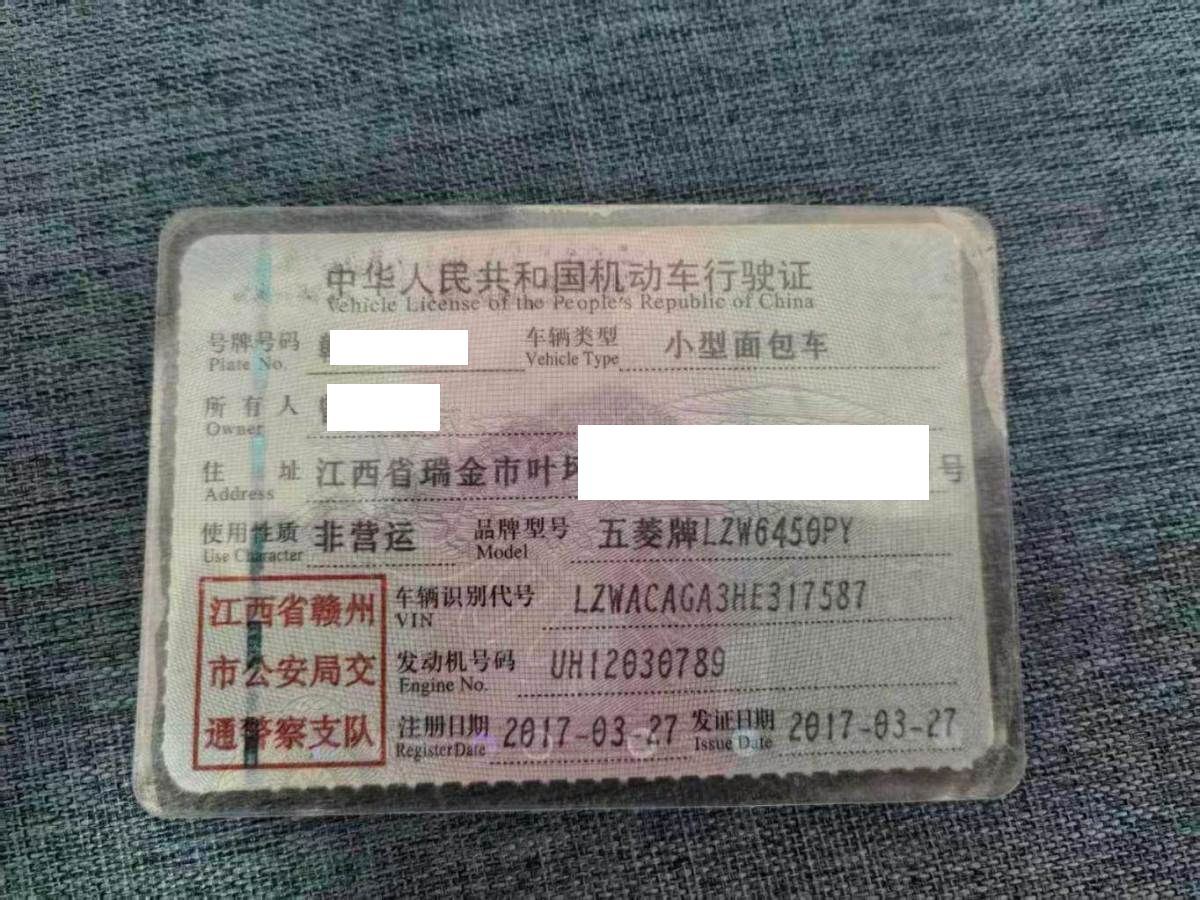 中华人民共和国机动车行驶证
Vehicle License of the People's Republic of China
号牌号码 车辆类型 小型面包车
Plate No. Vehicle Type
所有人
Owner
住址 江西省瑞金市叶 号
Address
使用性质 非营运 品牌型号 五菱牌LZW6450PY
Use Character Model
江西省赣州
市公安局交
通警察支队
车辆识别代号 LZWACAGA3HE317587
VIN
发动机号码 UH12030789
Engine No.
注册日期 2017-03-27 发证日期 2017-03-27
Register Date Issue Date